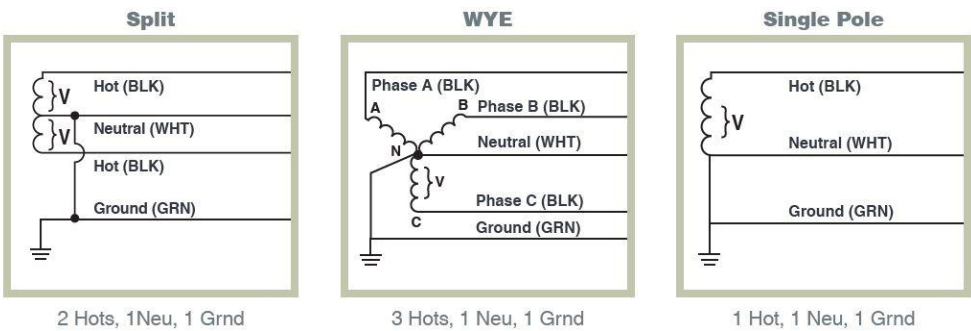 Split
Hot (BLK)
V
Neutral (WHT)
V
Hot (BLK)
Ground (GRN)
2 Hots, 1Neu, 1 Grnd
WYE
Phase A (BLK)
A
B
Phase B (BLK)
Neutral (WHT)
N
V
Phase C (BLK)
C
Ground (GRN)
3 Hots, 1 Neu, 1 Grnd
Single Pole
Hot (BLK)
V
Neutral (WHT)
Ground (GRN)
1 Hot, 1 Neu, 1 Grnd